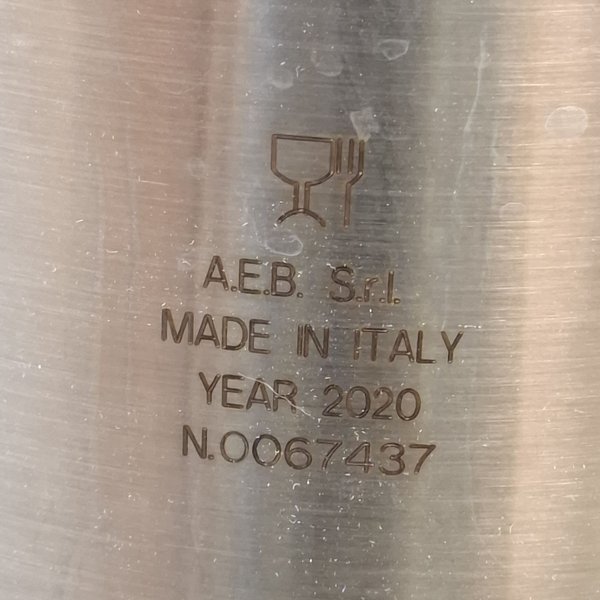 A.E.B. S.r.l.
MADE IN ITALY
YEAR 2020
N.0067437